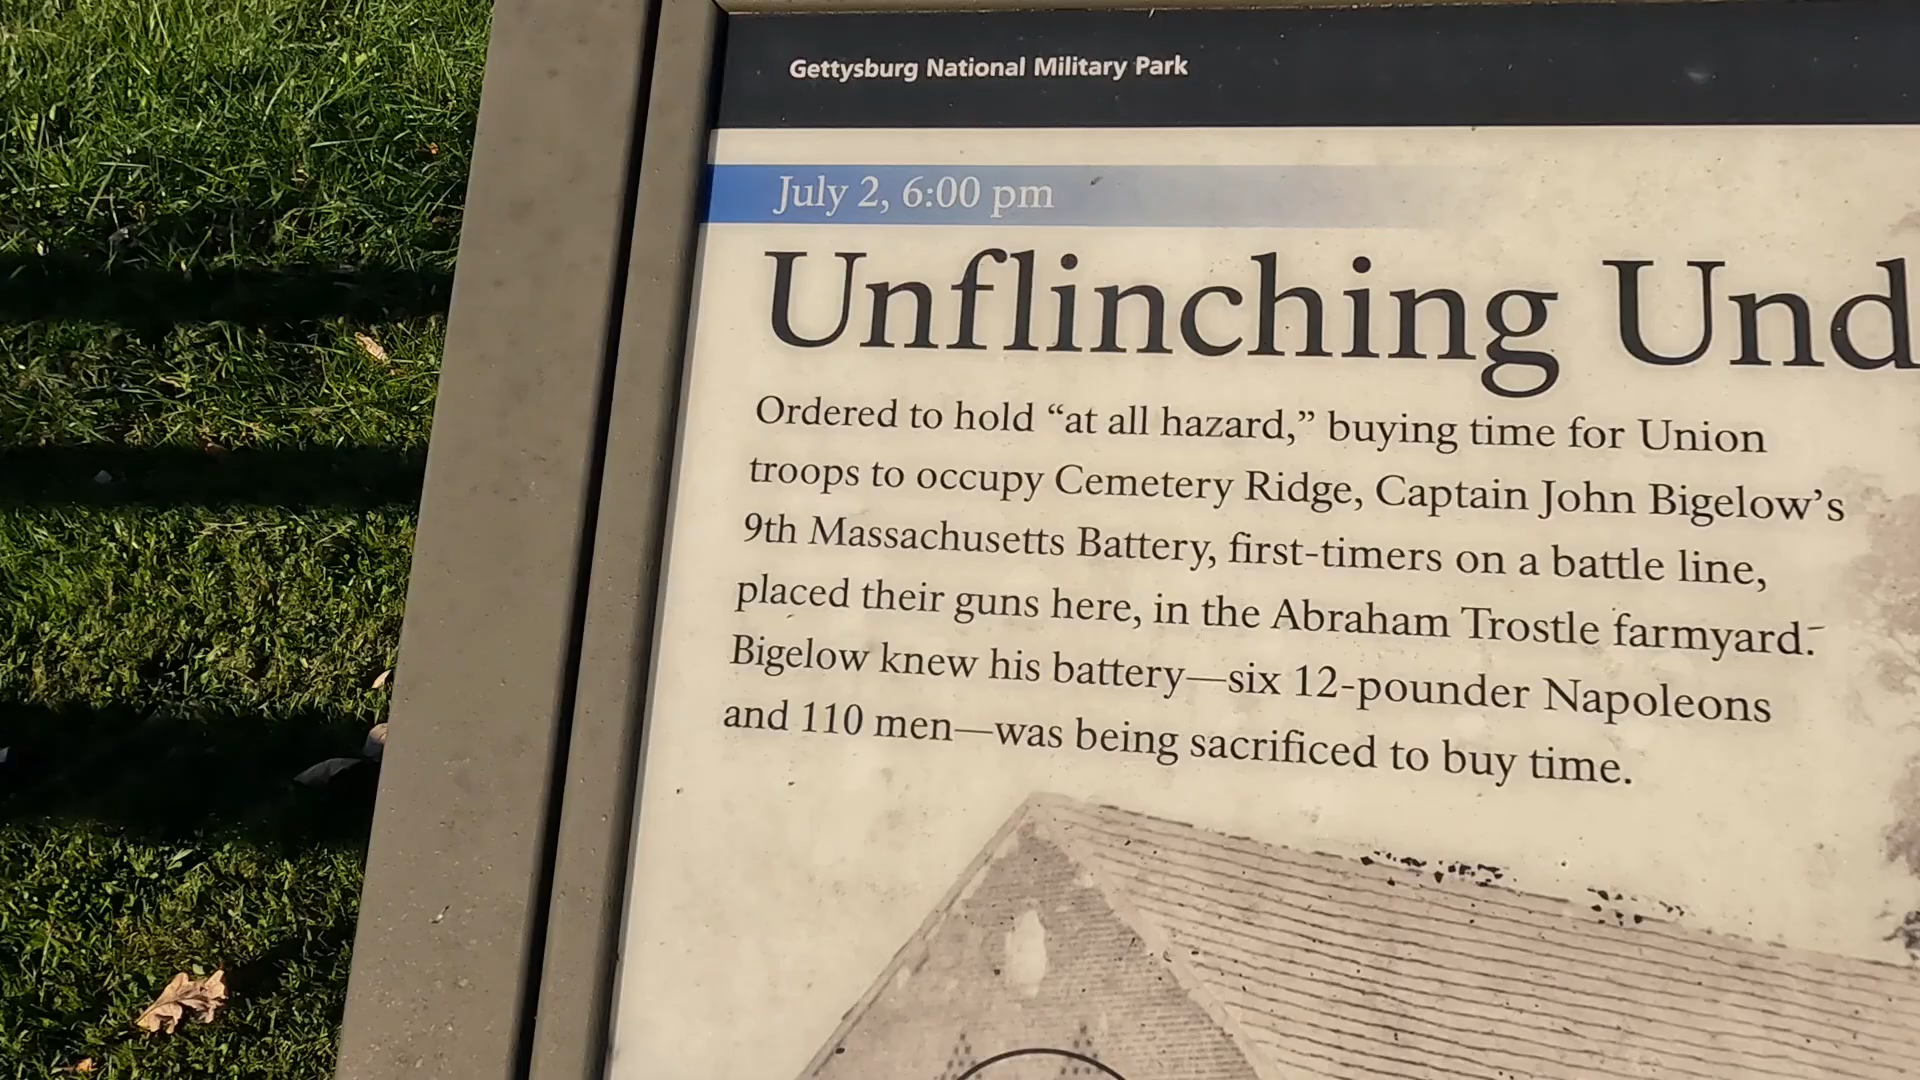 Gettysburg National Military Park
July 2, 6:00 pm
Unflinching Und
Ordered to hold “at all hazard,” buying time for Union
troops to occupy Cemetery Ridge, Captain John Bigelow’s
9th Massachusetts Battery, first-timers on a battle line,
placed their guns here, in the Abraham Trostle farmyard.
Bigelow knew his battery—six 12-pounder Napoleons
and 110 men—was being sacrificed to buy time.